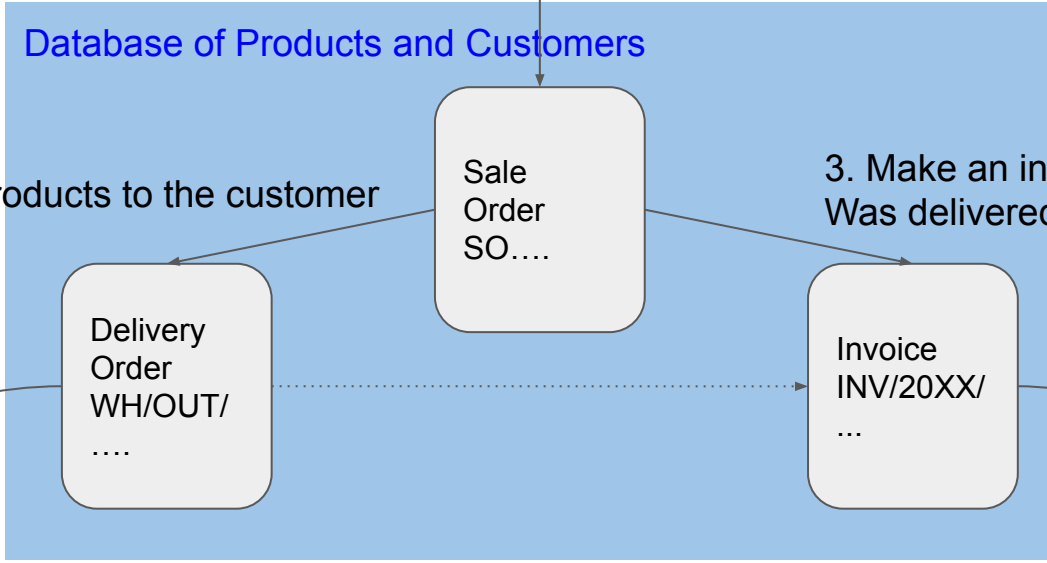 Database of Products and Customers
roducts to the customer
Sale
Order
SO….
3. Make an in
Was delivered
Delivery
Order
WH/OUT/
….
Invoice
INV/20XX/
...